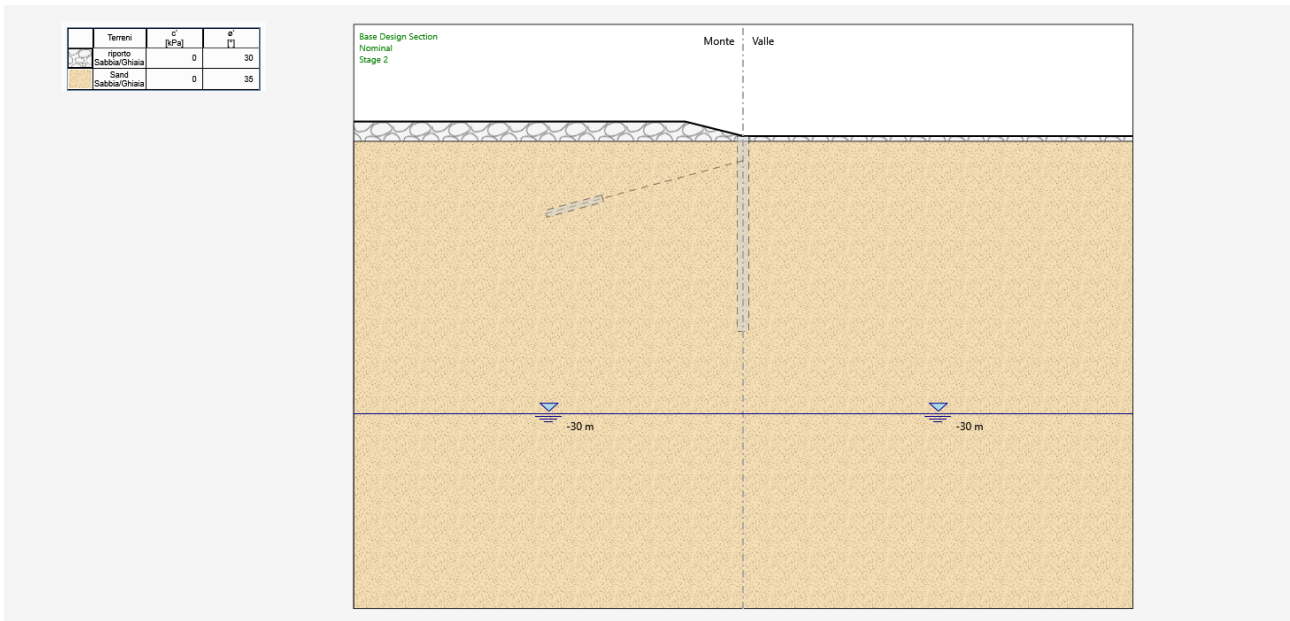 Terreni c' [kPa] ø' [°]
riporto
Sabbia/Ghiaia 0 30
Sand
Sabbia/Ghiaia 0 35
Base Design Section
Nominal
Stage 2
Monte Valle
-30 m -30 m